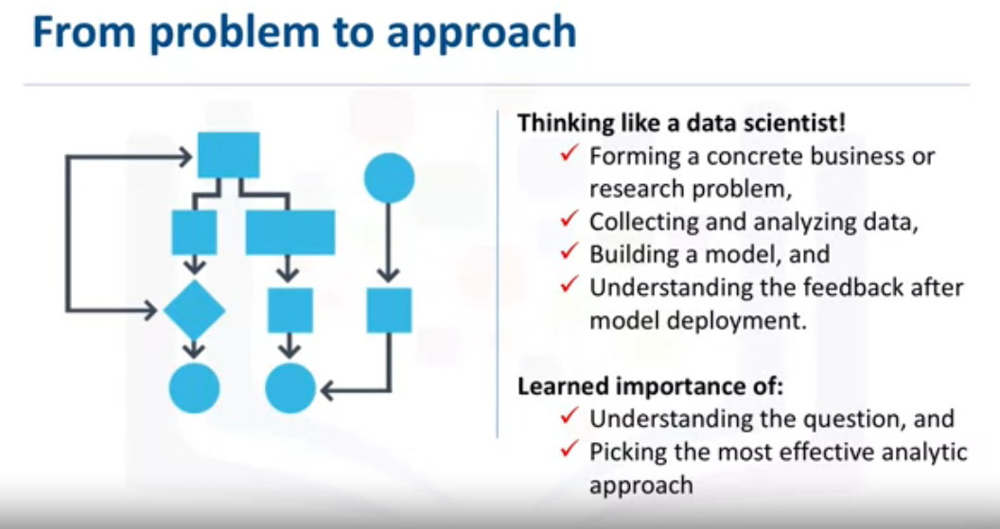 From problem to approach
Thinking like a data scientist!
✓ Forming a concrete business or
research problem,
✓ Collecting and analyzing data,
✓ Building a model, and
✓ Understanding the feedback after
model deployment.
Learned importance of:
✓ Understanding the question, and
✓ Picking the most effective analytic
approach